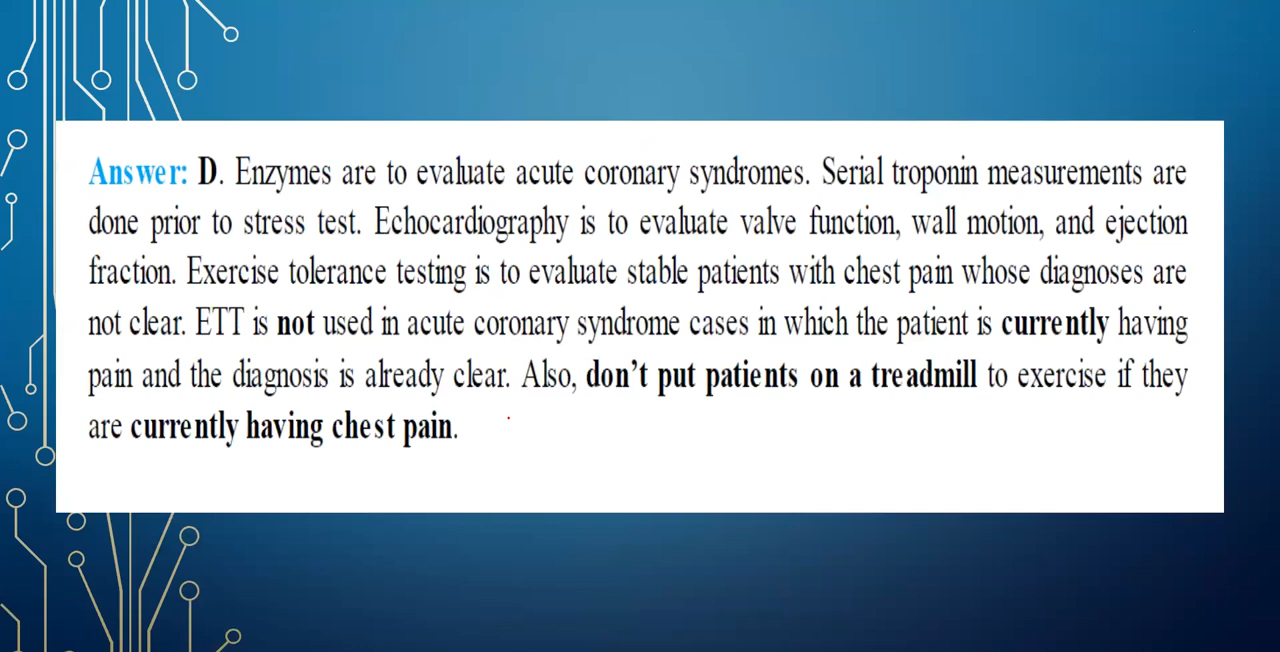 Answer: D. Enzymes are to evaluate acute coronary syndromes. Serial troponin measurements are
done prior to stress test. Echocardiography is to evaluate valve function, wall motion, and ejection
fraction. Exercise tolerance testing is to evaluate stable patients with chest pain whose diagnoses are
not clear. ETT is not used in acute coronary syndrome cases in which the patient is currently having
pain and the diagnosis is already clear. Also, don’t put patients on a treadmill to exercise if they
are currently having chest pain.